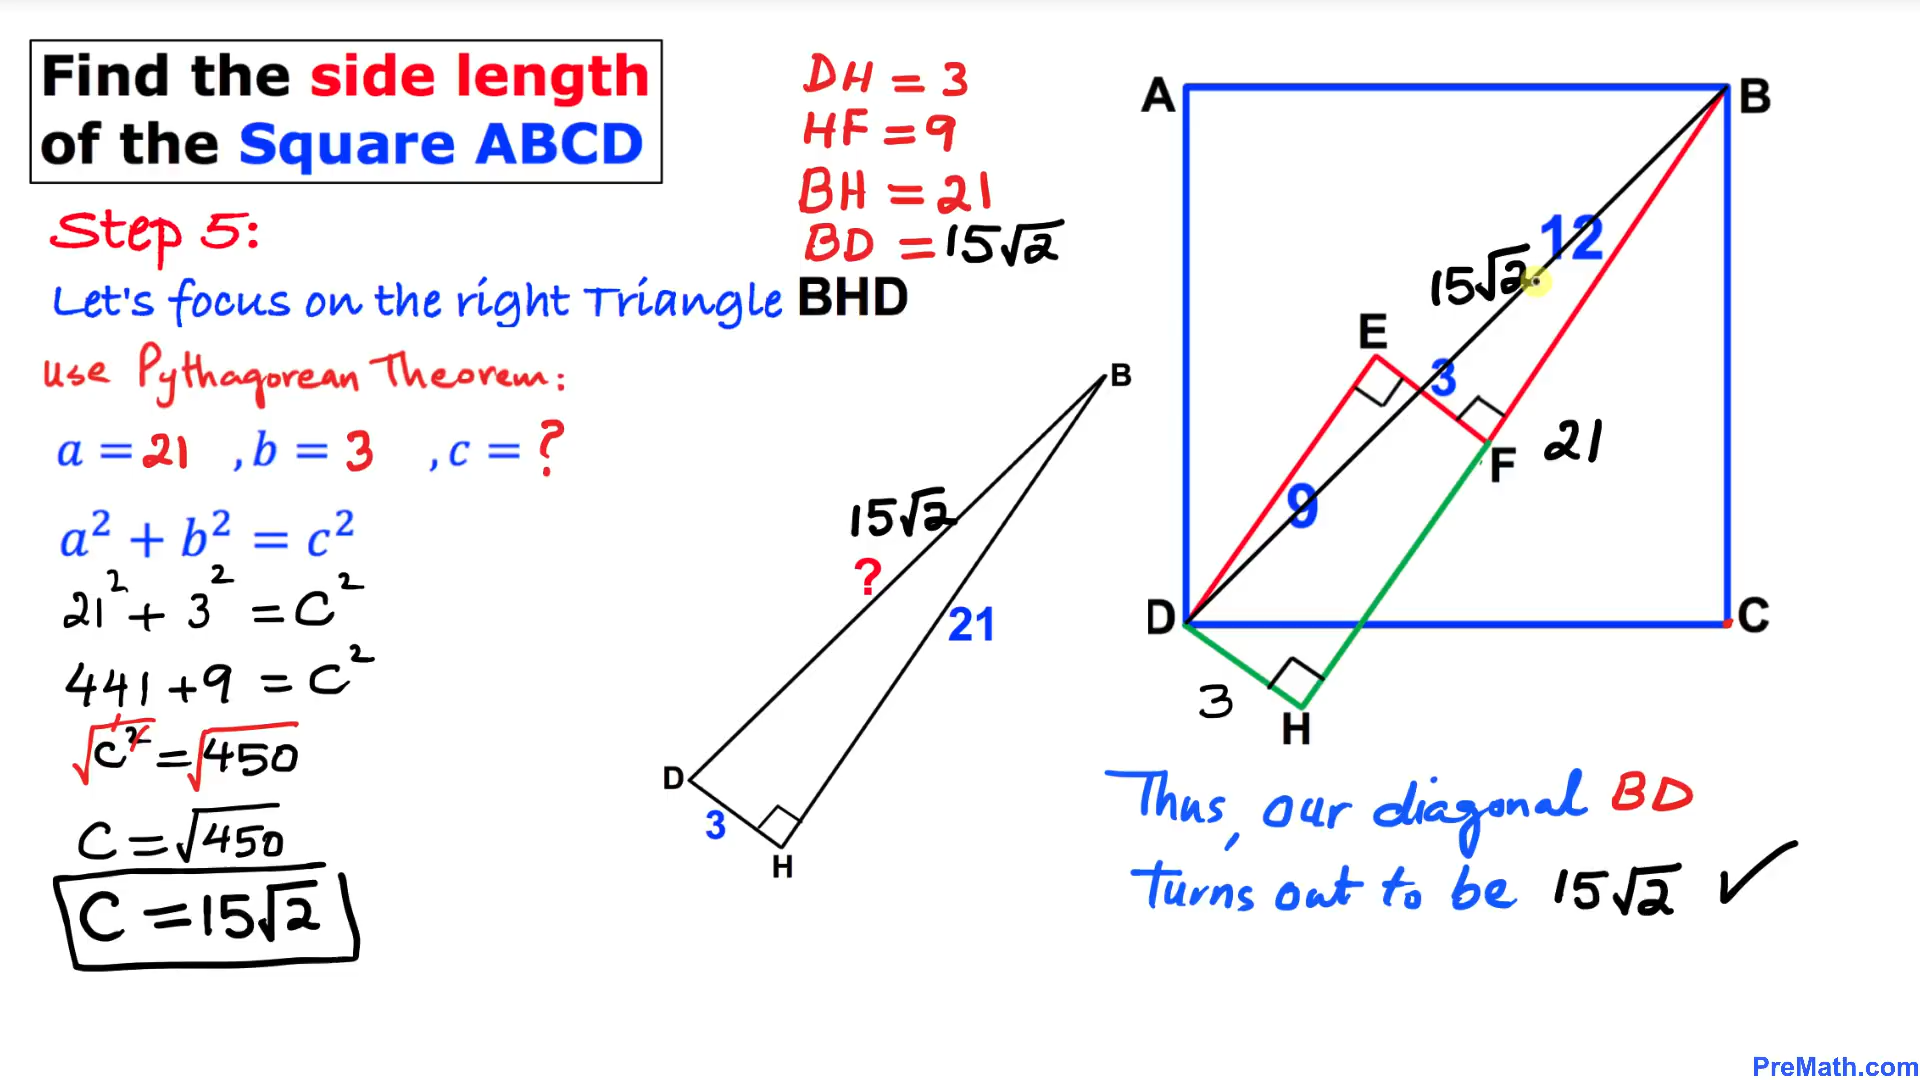 Find the side length
of the Square ABCD
Step 5:
Let's focus on the right Triangle BHD
use Pythagorean Theorem:
a = 21 , b = 3 , c = ?
a² + b² = c²
21² + 3² = C²
441 + 9 = C²
√C² = √450
C = √450
C = 15√2
DH = 3
HF = 9
BH = 21
BD = 15√2
B
15√2
?
21
D
3
H
A
B
12
15√2
E
3
21
F
9
D
C
3
H
Thus, our diagonal BD
Turns out to be 15√2 ✓
PreMath.com